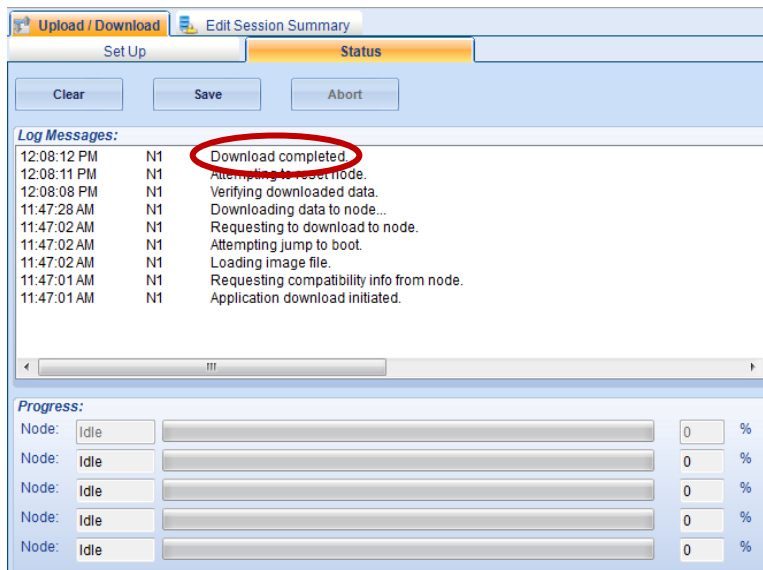 Upload / Download Edit Session Summary
Set Up Status
Clear Save Abort
Log Messages:
12:08:12 PM N1 Download completed.
12:08:11 PM N1 Attempting to reset node.
12:08:08 PM N1 Verifying downloaded data.
11:47:28 AM N1 Downloading data to node...
11:47:02 AM N1 Requesting to download to node.
11:47:02 AM N1 Attempting jump to boot.
11:47:02 AM N1 Loading image file.
11:47:01 AM N1 Requesting compatibility info from node.
11:47:01 AM N1 Application download initiated.
Progress:
Node: Idle 0 %
Node: Idle 0 %
Node: Idle 0 %
Node: Idle 0 %
Node: Idle 0 %